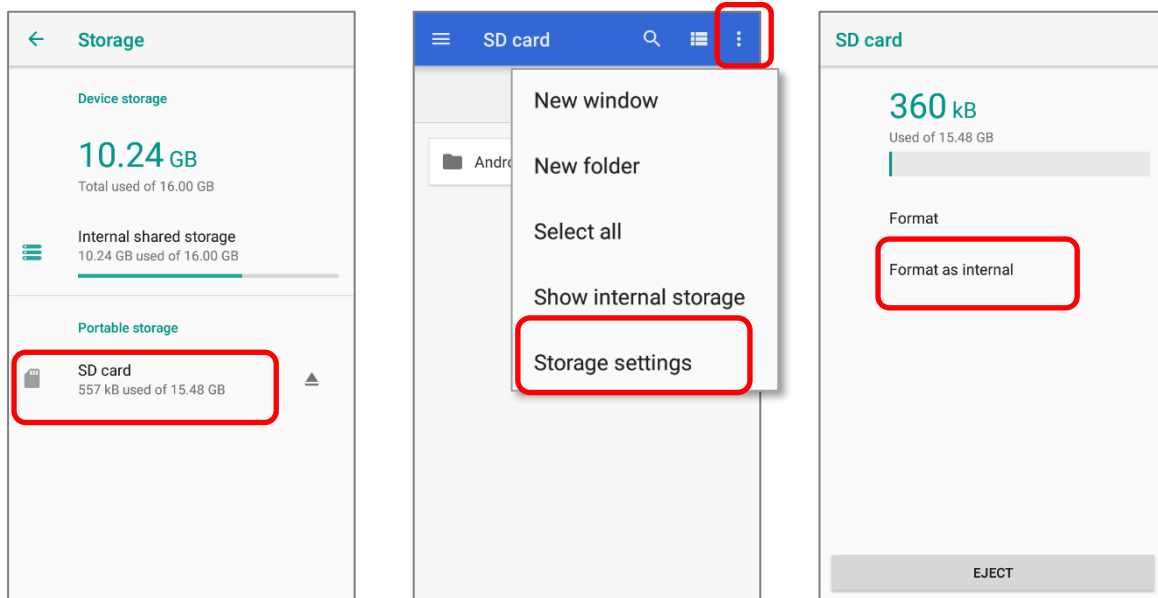 Storage
Device storage
10.24 GB
Total used of 16.00 GB
Internal shared storage
10.24 GB used of 16.00 GB
Portable storage
SD card
557 kB used of 15.48 GB
SD card
Andro
New window
New folder
Select all
Show internal storage
Storage settings
SD card
360 kB
Used of 15.48 GB
Format
Format as internal
EJECT